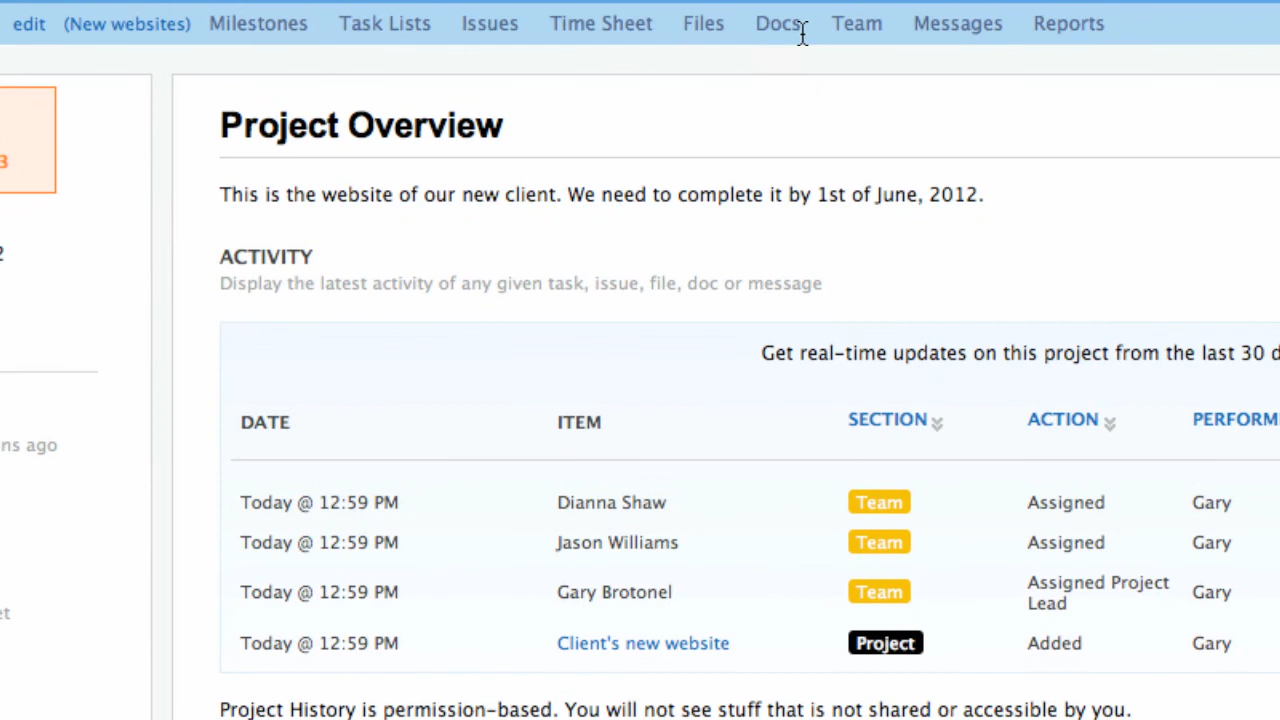 edit (New websites) Milestones Task Lists Issues Time Sheet Files Docs Team Messages Reports
Project Overview
This is the website of our new client. We need to complete it by 1st of June, 2012.
ACTIVITY
Display the latest activity of any given task, issue, file, doc or message
Get real-time updates on this project from the last 30 d
DATE ITEM SECTION ACTION PERFORM
ns ago
Today @ 12:59 PM Dianna Shaw Team Assigned Gary
Today @ 12:59 PM Jason Williams Team Assigned Gary
Today @ 12:59 PM Gary Brotonel Team Assigned Project Lead Gary
Today @ 12:59 PM Client's new website Project Added Gary
Project History is permission-based. You will not see stuff that is not shared or accessible by you.